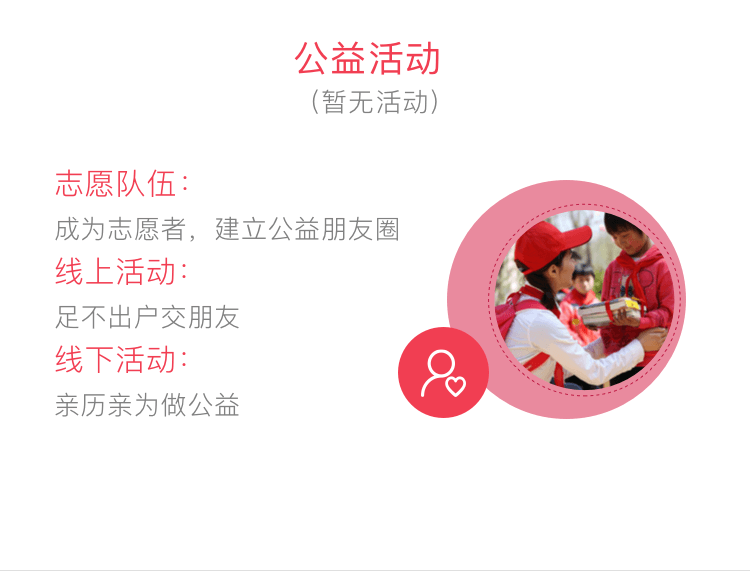 公益活动
（暂无活动）
志愿队伍：
成为志愿者，建立公益朋友圈
线上活动：
足不出户交朋友
线下活动：
亲历亲为做公益